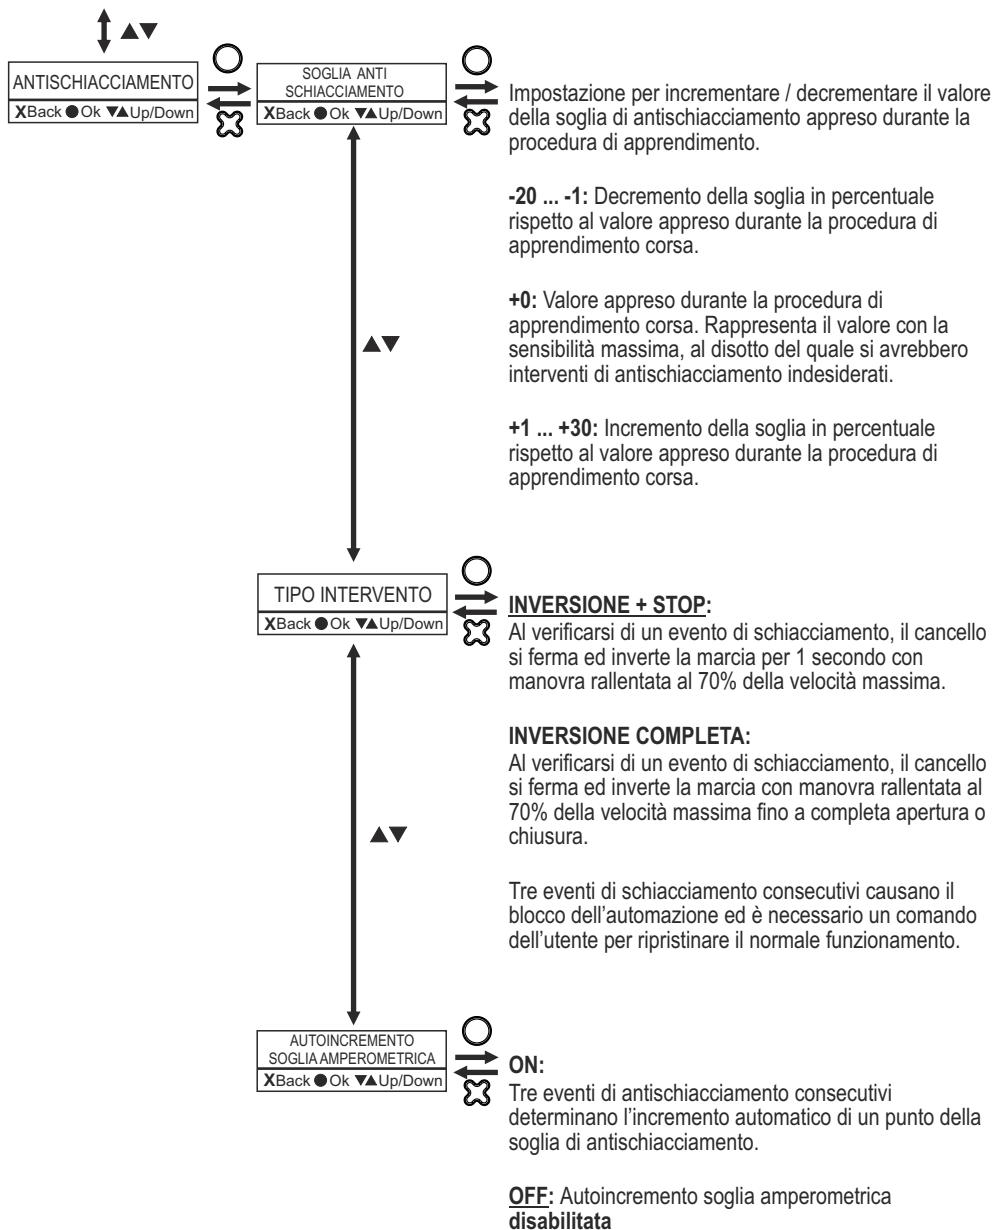 ANTISCHIACCIAMENTO
XBack ●Ok ▼▲Up/Down
SOGLIA ANTI
SCHIACCIAMENTO
XBack ●Ok ▼▲Up/Down
Impostazione per incrementare / decrementare il valore
della soglia di antischiacciamento appreso durante la
procedura di apprendimento.
-20 ... -1: Decremento della soglia in percentuale
rispetto al valore appreso durante la procedura di
apprendimento corsa.
+0: Valore appreso durante la procedura di
apprendimento corsa. Rappresenta il valore con la
sensibilità massima, al disotto del quale si avrebbero
interventi di antischiacciamento indesiderati.
+1 ... +30: Incremento della soglia in percentuale
rispetto al valore appreso durante la procedura di
apprendimento corsa.
TIPO INTERVENTO
XBack ●Ok ▼▲Up/Down
INVERSIONE + STOP:
Al verificarsi di un evento di schiacciamento, il cancello
si ferma ed inverte la marcia per 1 secondo con
manovra rallentata al 70% della velocità massima.
INVERSIONE COMPLETA:
Al verificarsi di un evento di schiacciamento, il cancello
si ferma ed inverte la marcia con manovra rallentata al
70% della velocità massima fino a completa apertura o
chiusura.
Tre eventi di schiacciamento consecutivi causano il
blocco dell’automazione ed è necessario un comando
dell’utente per ripristinare il normale funzionamento.
AUTOINCREMENTO
SOGLIA AMPEROMETRICA
XBack ●Ok ▼▲Up/Down
ON:
Tre eventi di antischiacciamento consecutivi
determinano l’incremento automatico di un punto della
soglia di antischiacciamento.
OFF: Autoincremento soglia amperometrica
disabilitata